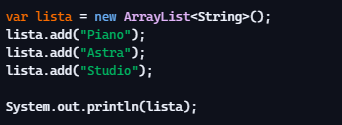 var lista = new ArrayList<String>();
lista.add("Piano");
lista.add("Astra");
lista.add("Studio");
System.out.println(lista);